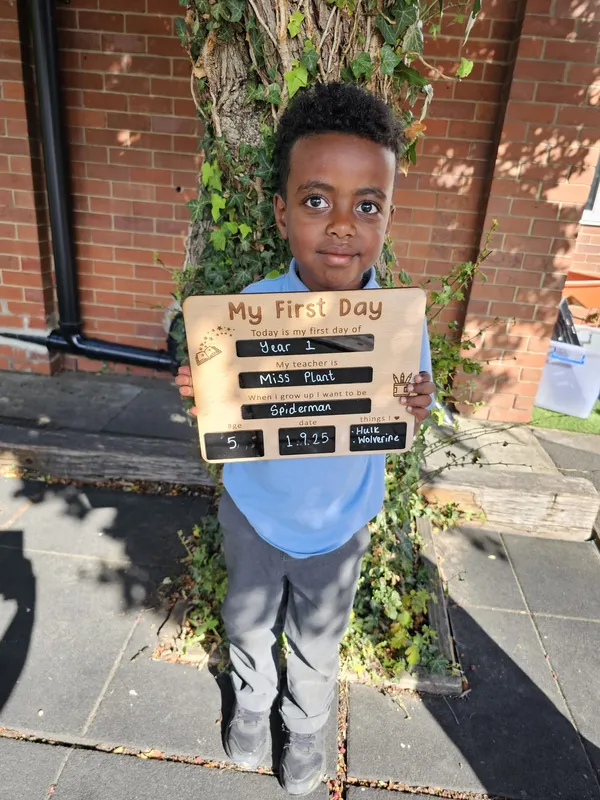 My First Day
Today is my first day of
Year 1
My teacher is
Miss Plant
When I grow up I want to be
Spiderman
age date things I ♥
5 1.9.25 · Hulk
· Wolverine